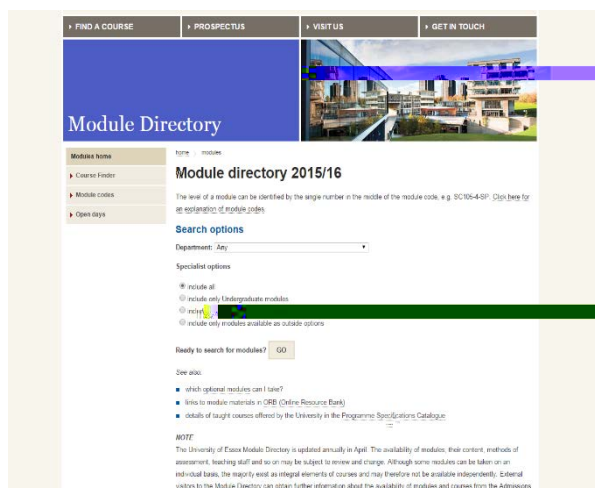 FIND A COURSE
PROSPECTUS
VISIT US
GET IN TOUCH
Module Directory
Modules home
Course Finder
Module codes
Open days
home : modules
Module directory 2015/16
The level of a module can be identified by the single number in the middle of the module code, e.g. SC105-4-SP. Click here for
an explanation of module codes.
Search options
Department: Any
Specialist options
include all
include only Undergraduate modules
include only modules available as outside options
Ready to search for modules? GO
See also:
which optional modules can I take?
links to module materials in ORB (Online Resource Bank)
details of taught courses offered by the University in the Programme Specifications Catalogue
NOTE
The University of Essex Module Directory is updated annually in April. The availability of modules, their content, methods of
assessment, teaching staff and so on may be subject to review and change. Although some modules can be taken on an
individual basis, the majority exist as integral elements of courses and may therefore not be available independently. External
visitors to the Module Directory can obtain further information about the availability of modules and courses from the Admissions